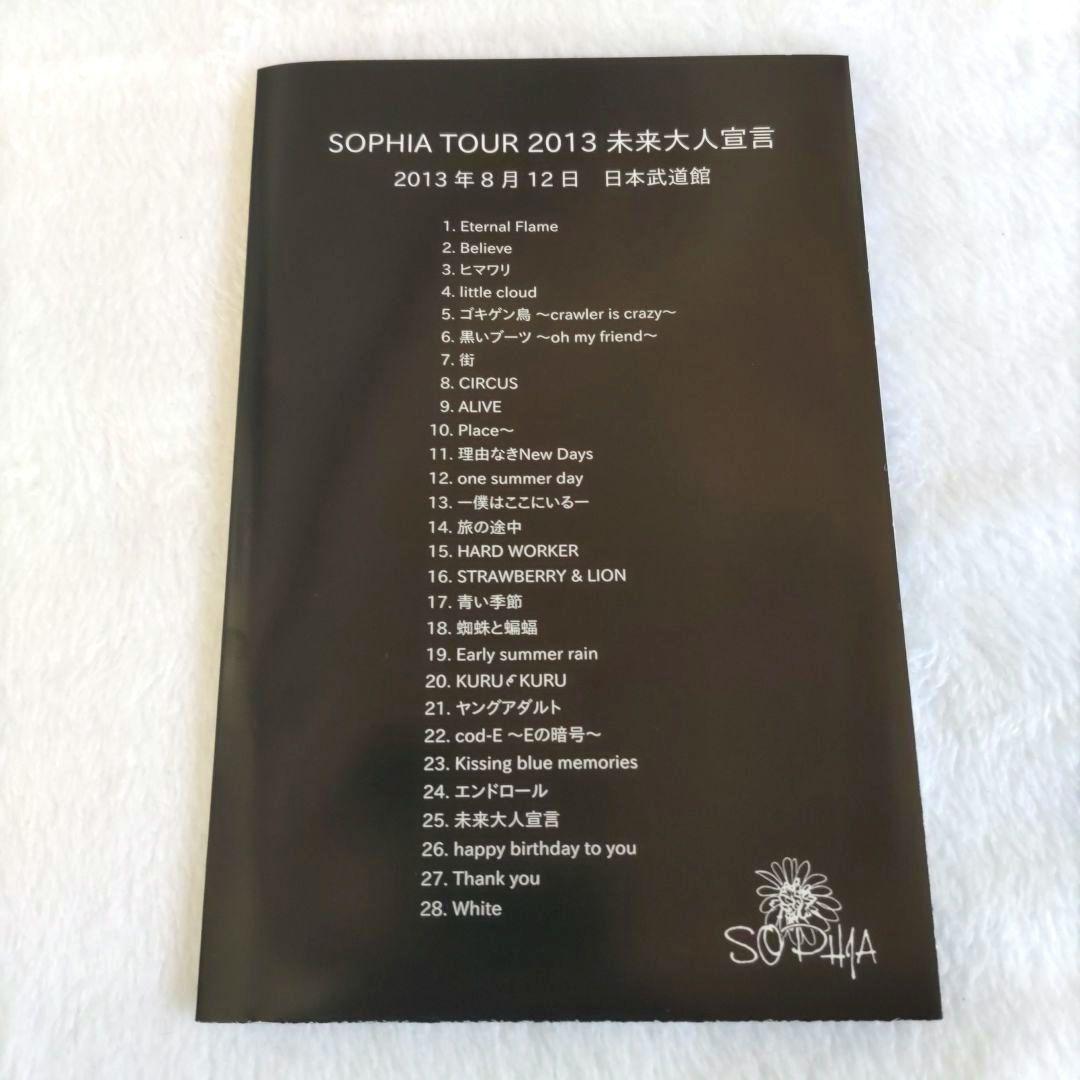 SOPHIA TOUR 2013 未来大人宣言
2013 年 8 月 12 日　日本武道館
1. Eternal Flame
2. Believe
3. ヒマワリ
4. little cloud
5. ゴキゲン鳥 〜crawler is crazy〜
6. 黒いブーツ 〜oh my friend〜
7. 街
8. CIRCUS
9. ALIVE
10. Place〜
11. 理由なきNew Days
12. one summer day
13. ー僕はここにいるー
14. 旅の途中
15. HARD WORKER
16. STRAWBERRY & LION
17. 青い季節
18. 蜘蛛と蝙蝠
19. Early summer rain
20. KURU KURU
21. ヤングアダルト
22. cod-E 〜Eの暗号〜
23. Kissing blue memories
24. エンドロール
25. 未来大人宣言
26. happy birthday to you
27. Thank you
28. White
SOPHIA